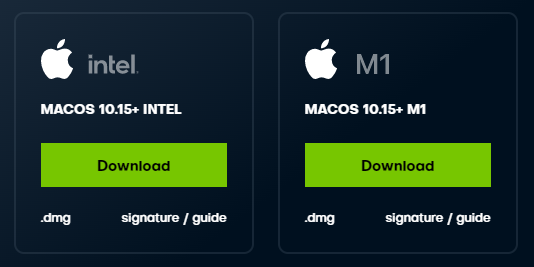 intel.
MACOS 10.15+ INTEL
Download
.dmg signature / guide
M1
MACOS 10.15+ M1
Download
.dmg signature / guide